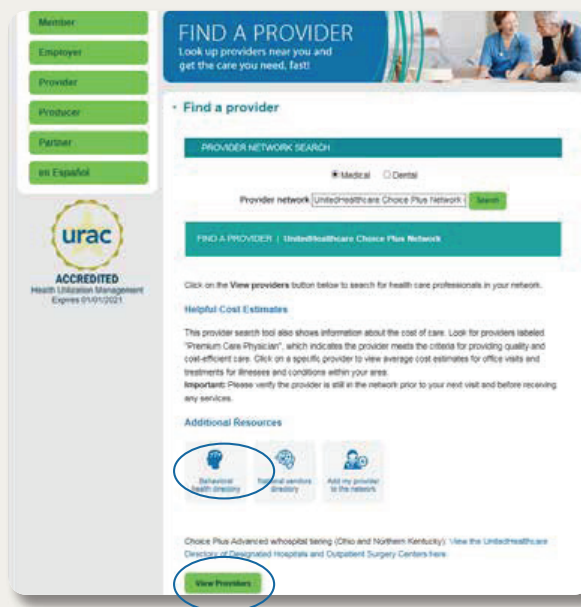 Member
Employer
Provider
Producer
Partner
en Español
urac
ACCREDITED
Health Utilization Management
Expires 01/01/2021
FIND A PROVIDER
Look up providers near you and
get the care you need, fast!
Find a provider
PROVIDER NETWORK SEARCH
Medical Dental
Provider network UnitedHealthcare Choice Plus Network Search
FIND A PROVIDER | UnitedHealthcare Choice Plus Network
Click on the View providers button below to search for health care professionals in your network.
Helpful Cost Estimates
This provider search tool also shows information about the cost of care. Look for providers labeled
"Premium Care Physician", which indicates the provider meets the criteria for providing quality and
cost-efficient care. Click on a specific provider to view average cost estimates for office visits and
treatments for illnesses and conditions within your area.
Important: Please verify the provider is still in the network prior to your next visit and before receiving
any services.
Additional Resources
Behavioral
health directory
National vendors
directory
Add my provider
to the network
Choice Plus Advanced w/hospital tiering (Ohio and Northern Kentucky): View the UnitedHealthcare
Directory of Designated Hospitals and Outpatient Surgery Centers here.
View Providers